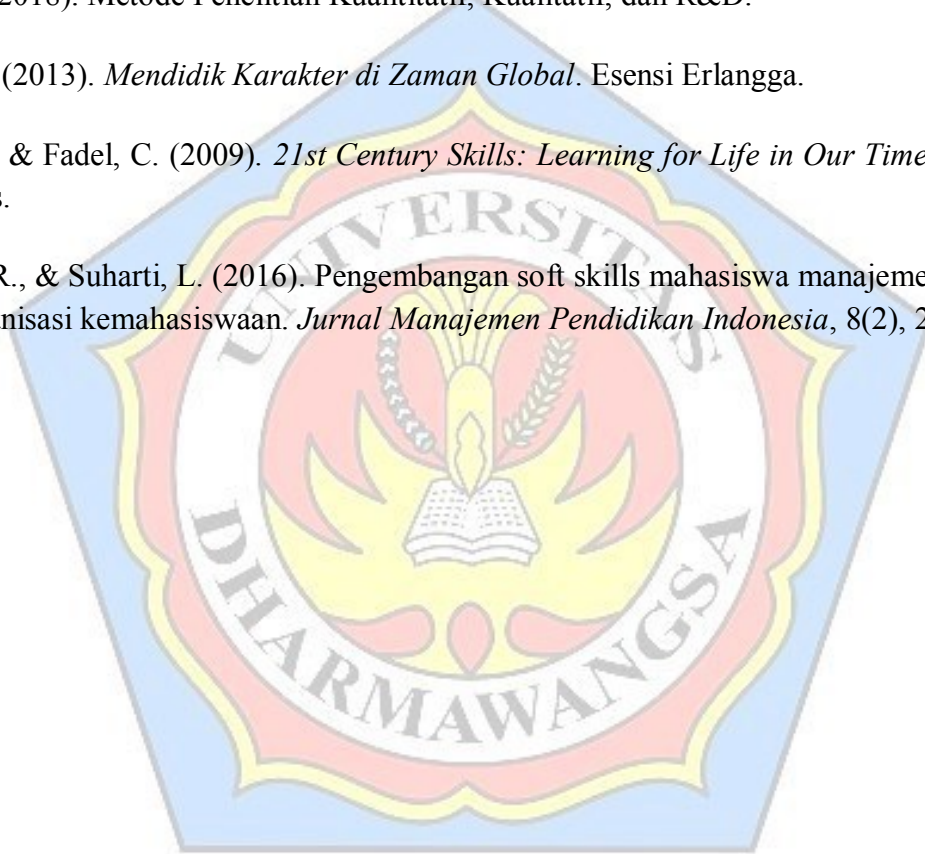 2018). Metode Penelitian Kuantitatif, Kualitatif, dan R&D.
(2013). Mendidik Karakter di Zaman Global. Esensi Erlangga.
& Fadel, C. (2009). 21st Century Skills: Learning for Life in Our Time
s.
R., & Suharti, L. (2016). Pengembangan soft skills mahasiswa manajeme
nisasi kemahasiswaan. Jurnal Manajemen Pendidikan Indonesia, 8(2), 2
UNIVERSITAS
DHARMAWANGSA